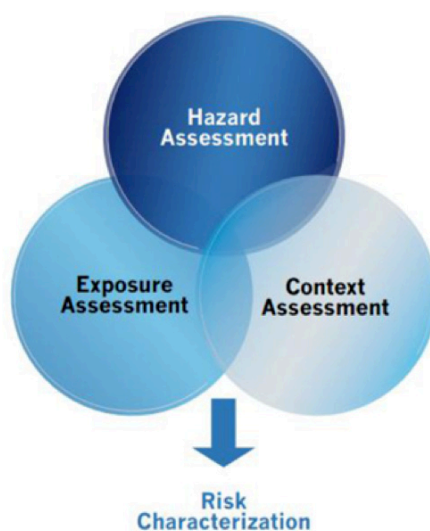 Hazard
Assessment
Exposure
Assessment
Context
Assessment
Risk
Characterization